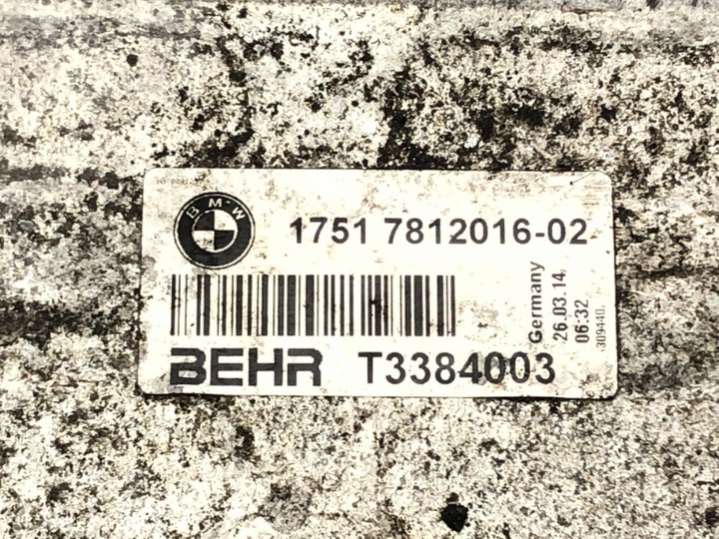 BMW
1751 7812016-02
BEHR T3384003
Germany
26.03.14
06:32
309440